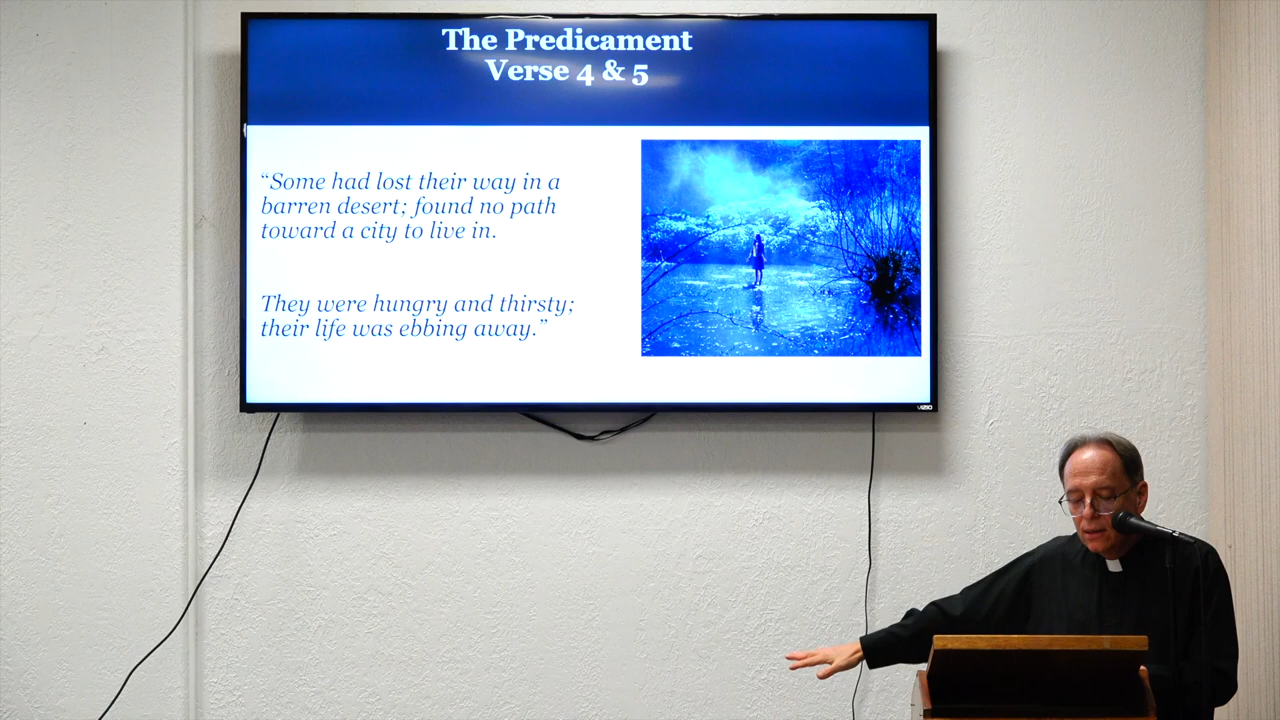 The Predicament
Verse 4 & 5
“Some had lost their way in a
barren desert; found no path
toward a city to live in.
They were hungry and thirsty;
their life was ebbing away.”
VIZIO